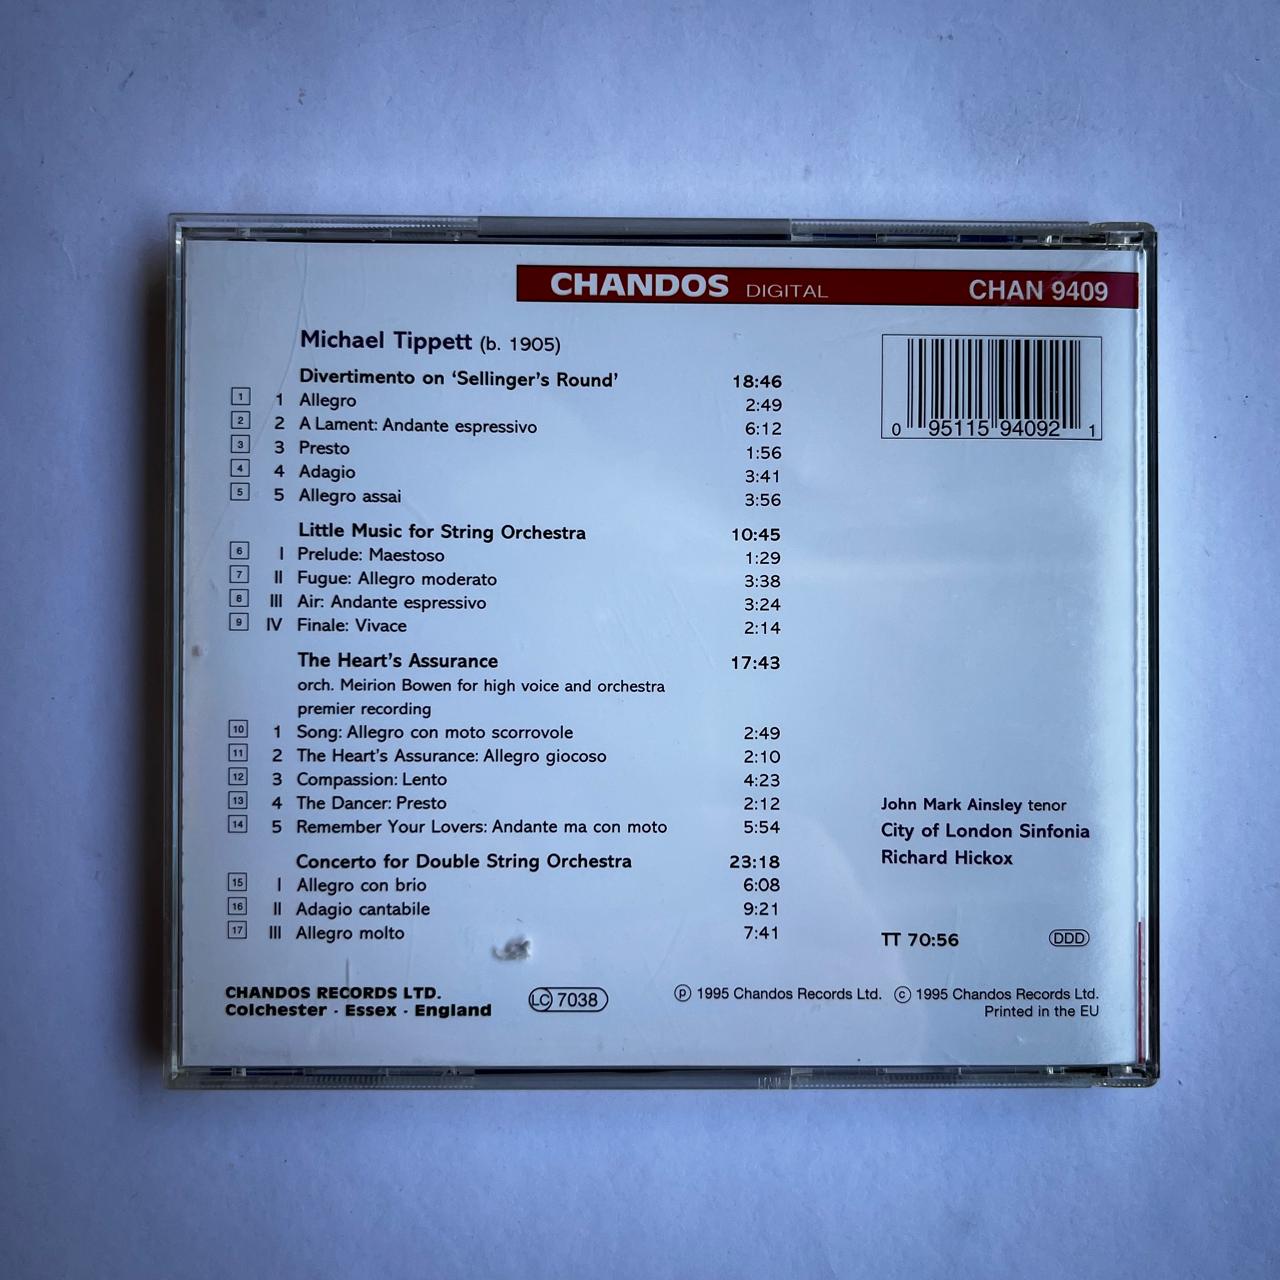 CHANDOS DIGITAL CHAN 9409
Michael Tippett (b. 1905)
Divertimento on ‘Sellinger’s Round’ 18:46
1 1 Allegro 2:49
2 2 A Lament: Andante espressivo 6:12
3 3 Presto 1:56
4 4 Adagio 3:41
5 5 Allegro assai 3:56
Little Music for String Orchestra 10:45
6 I Prelude: Maestoso 1:29
7 II Fugue: Allegro moderato 3:38
8 III Air: Andante espressivo 3:24
9 IV Finale: Vivace 2:14
The Heart’s Assurance 17:43
orch. Meirion Bowen for high voice and orchestra
premier recording
10 1 Song: Allegro con moto scorrovole 2:49
11 2 The Heart’s Assurance: Allegro giocoso 2:10
12 3 Compassion: Lento 4:23
13 4 The Dancer: Presto 2:12
14 5 Remember Your Lovers: Andante ma con moto 5:54
Concerto for Double String Orchestra 23:18
15 I Allegro con brio 6:08
16 II Adagio cantabile 9:21
17 III Allegro molto 7:41
0 95115 94092 1
John Mark Ainsley tenor
City of London Sinfonia
Richard Hickox
TT 70:56 DDD
CHANDOS RECORDS LTD.
Colchester · Essex · England
LC 7038
℗ 1995 Chandos Records Ltd. © 1995 Chandos Records Ltd.
Printed in the EU